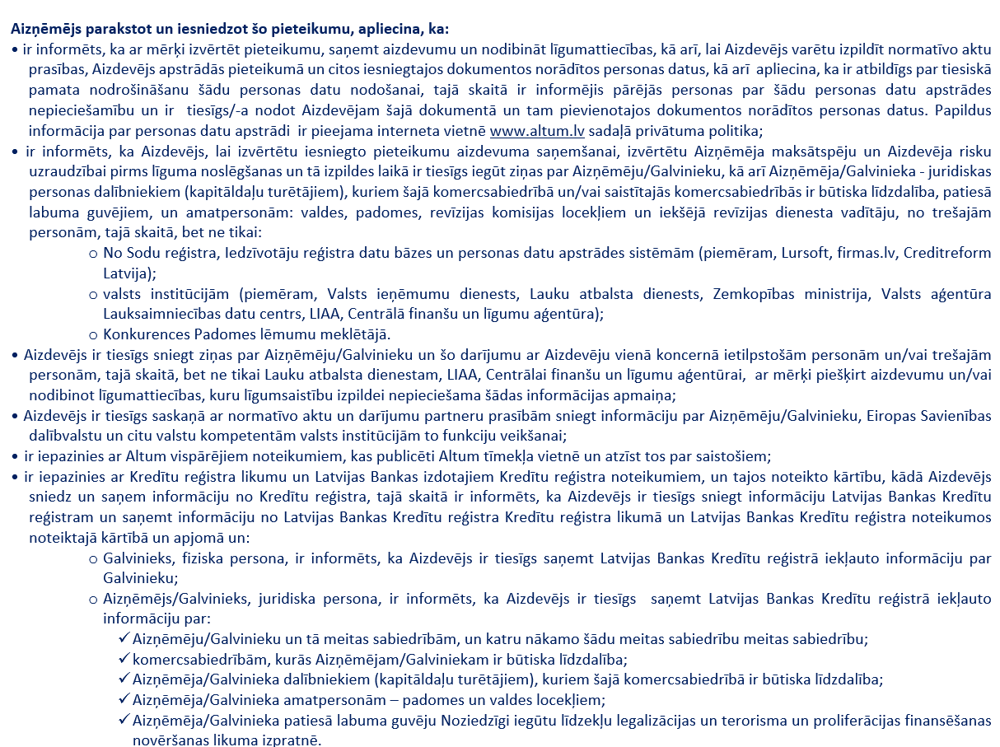 Aizņēmējs parakstot un iesniedzot šo pieteikumu, apliecina, ka:
• ir informēts, ka ar mērķi izvērtēt pieteikumu, saņemt aizdevumu un nodibināt līgumattiecības, kā arī, lai Aizdevējs varētu izpildīt normatīvo aktu
prasības, Aizdevējs apstrādās pieteikumā un citos iesniegtajos dokumentos norādītos personas datus, kā arī apliecina, ka ir atbildīgs par tiesiskā
pamata nodrošināšanu šādu personas datu nodošanai, tajā skaitā ir informējis pārējās personas par šādu personas datu apstrādes
nepieciešamību un ir tiesīgs/-a nodot Aizdevējam šajā dokumentā un tam pievienotajos dokumentos norādītos personas datus. Papildus
informācija par personas datu apstrādi ir pieejama interneta vietnē www.altum.lv sadaļā privātuma politika;
• ir informēts, ka Aizdevējs, lai izvērtētu iesniegto pieteikumu aizdevuma saņemšanai, izvērtētu Aizņēmēja maksātspēju un Aizdevēja risku
uzraudzībai pirms līguma noslēgšanas un tā izpildes laikā ir tiesīgs iegūt ziņas par Aizņēmēju/Galvinieku, kā arī Aizņēmēja/Galvinieka - juridiskas
personas dalībniekiem (kapitāldaļu turētājiem), kuriem šajā komercsabiedrībā un/vai saistītajās komercsabiedrībās ir būtiska līdzdalība, patiesā
labuma guvējiem, un amatpersonām: valdes, padomes, revīzijas komisijas locekļiem un iekšējā revīzijas dienesta vadītāju, no trešajām
personām, tajā skaitā, bet ne tikai:
o No Sodu reģistra, Iedzīvotāju reģistra datu bāzes un personas datu apstrādes sistēmām (piemēram, Lursoft, firmas.lv, Creditreform
Latvija);
o valsts institūcijām (piemēram, Valsts ieņēmumu dienests, Lauku atbalsta dienests, Zemkopības ministrija, Valsts aģentūra
Lauksaimniecības datu centrs, LIAA, Centrālā finanšu un līgumu aģentūra);
o Konkurences Padomes lēmumu meklētājā.
• Aizdevējs ir tiesīgs sniegt ziņas par Aizņēmēju/Galvinieku un šo darījumu ar Aizdevēju vienā koncernā ietilpstošām personām un/vai trešajām
personām, tajā skaitā, bet ne tikai Lauku atbalsta dienestam, LIAA, Centrālai finanšu un līgumu aģentūrai, ar mērķi piešķirt aizdevumu un/vai
nodibinot līgumattiecības, kuru līgumsaistību izpildei nepieciešama šādas informācijas apmaiņa;
• Aizdevējs ir tiesīgs saskaņā ar normatīvo aktu un darījumu partneru prasībām sniegt informāciju par Aizņēmēju/Galvinieku, Eiropas Savienības
dalībvalstu un citu valstu kompetentām valsts institūcijām to funkciju veikšanai;
• ir iepazinies ar Altum vispārējiem noteikumiem, kas publicēti Altum tīmekļa vietnē un atzīst tos par saistošiem;
• ir iepazinies ar Kredītu reģistra likumu un Latvijas Bankas izdotajiem Kredītu reģistra noteikumiem, un tajos noteikto kārtību, kādā Aizdevējs
sniedz un saņem informāciju no Kredītu reģistra, tajā skaitā ir informēts, ka Aizdevējs ir tiesīgs sniegt informāciju Latvijas Bankas Kredītu
reģistram un saņemt informāciju no Latvijas Bankas Kredītu reģistra Kredītu reģistra likumā un Latvijas Bankas Kredītu reģistra noteikumos
noteiktajā kārtībā un apjomā un:
o Galvinieks, fiziska persona, ir informēts, ka Aizdevējs ir tiesīgs saņemt Latvijas Bankas Kredītu reģistrā iekļauto informāciju par
Galvinieku;
o Aizņēmējs/Galvinieks, juridiska persona, ir informēts, ka Aizdevējs ir tiesīgs saņemt Latvijas Bankas Kredītu reģistrā iekļauto
informāciju par:
✓ Aizņēmēju/Galvinieku un tā meitas sabiedrībām, un katru nākamo šādu meitas sabiedrību meitas sabiedrību;
✓ komercsabiedrībām, kurās Aizņēmējam/Galviniekam ir būtiska līdzdalība;
✓ Aizņēmēja/Galvinieka dalībniekiem (kapitāldaļu turētājiem), kuriem šajā komercsabiedrībā ir būtiska līdzdalība;
✓ Aizņēmēja/Galvinieka amatpersonām – padomes un valdes locekļiem;
✓ Aizņēmēja/Galvinieka patiesā labuma guvēju Noziedzīgi iegūtu līdzekļu legalizācijas un terorisma un proliferācijas finansēšanas
novēršanas likuma izpratnē.